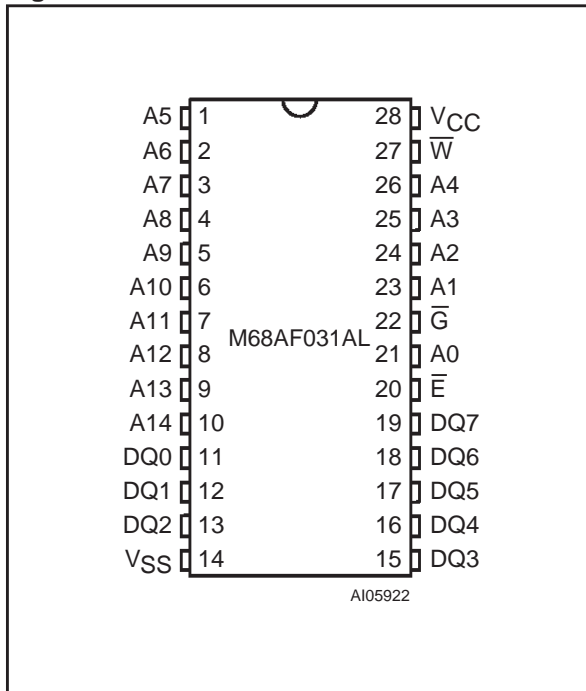 A5 1 28 VCC
A6 2 27 W̅
A7 3 26 A4
A8 4 25 A3
A9 5 24 A2
A10 6 23 A1
A11 7 22 G̅
M68AF031AL
A12 8 21 A0
A13 9 20 E̅
A14 10 19 DQ7
DQ0 11 18 DQ6
DQ1 12 17 DQ5
DQ2 13 16 DQ4
VSS 14 15 DQ3
AI05922